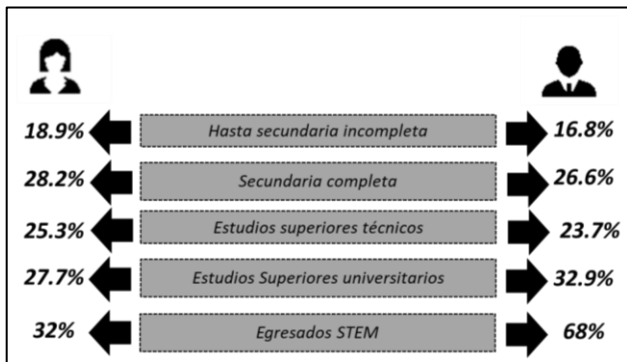 18.9% Hasta secundaria incompleta 16.8%
28.2% Secundaria completa 26.6%
25.3% Estudios superiores técnicos 23.7%
27.7% Estudios Superiores universitarios 32.9%
32% Egresados STEM 68%